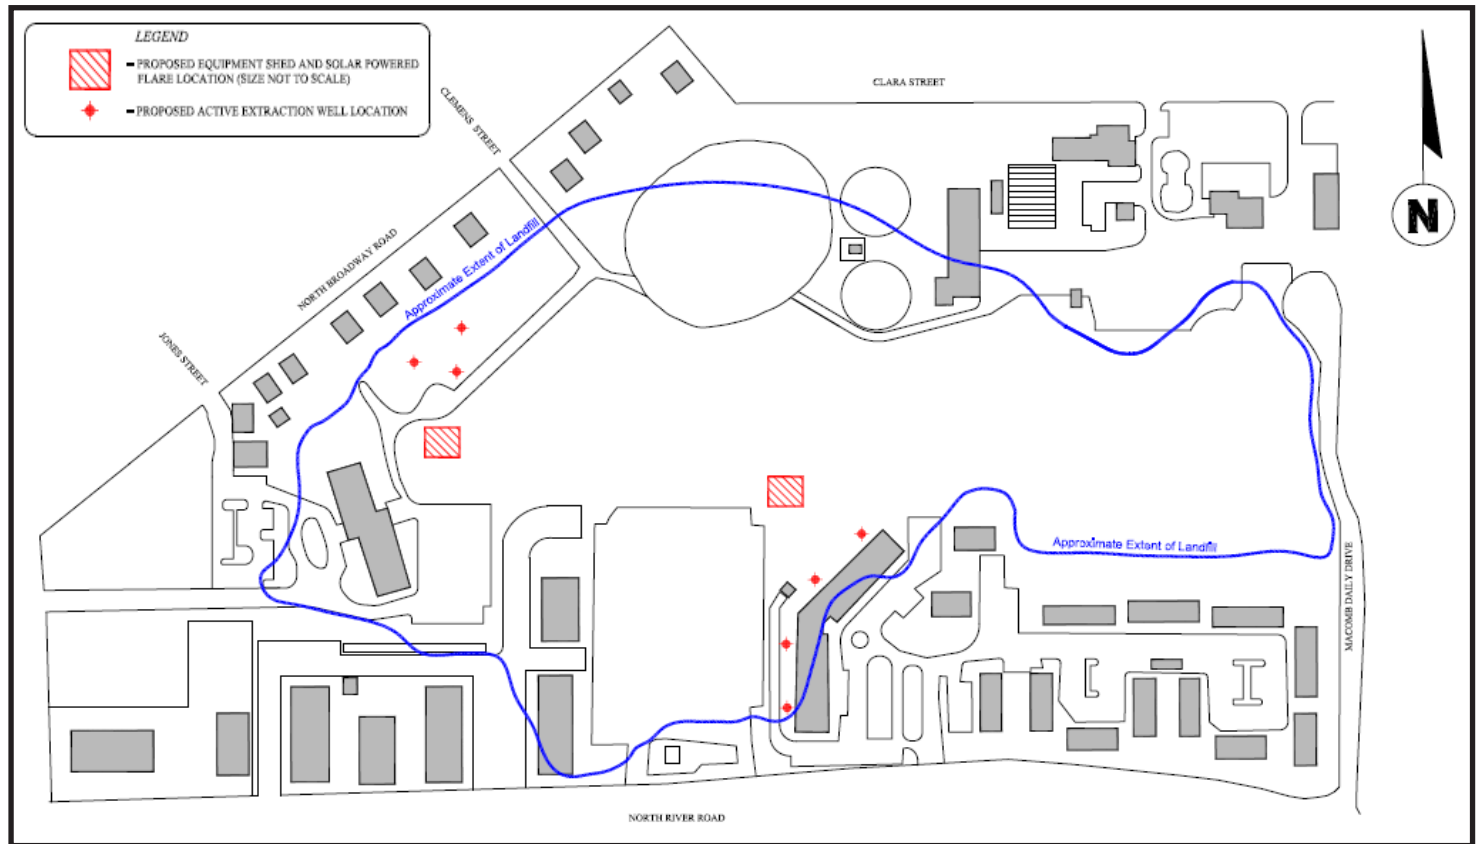 LEGEND
- PROPOSED EQUIPMENT SHED AND SOLAR POWERED
FLARE LOCATION (SIZE NOT TO SCALE)
- PROPOSED ACTIVE EXTRACTION WELL LOCATION
CLARA STREET
CLEMENS STREET
NORTH BROADWAY ROAD
Approximate Extent of Landfill
JONES STREET
N
Approximate Extent of Landfill
MACOMB DAILY DRIVE
NORTH RIVER ROAD